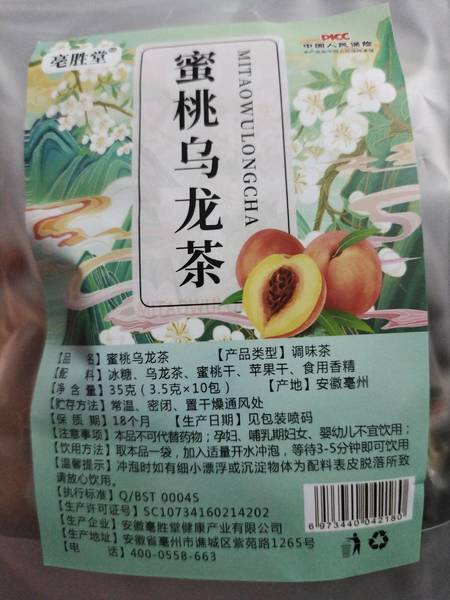 亳胜堂®
PICC
中国人民保险
蜜桃乌龙茶
MITAOWULONGCHA
【品 名】蜜桃乌龙茶 【产品类型】调味茶
【配 料】冰糖、乌龙茶、蜜桃干、苹果干、食用香精
【净 含 量】35克（3.5克×10包） 【产地】安徽亳州
【贮存方法】常温、密闭、置干燥通风处
【保 质 期】18个月 【生产日期】见包装喷码
【注意事项】本品不可代替药物；孕妇、哺乳期妇女、婴幼儿不宜饮用；
【饮用方法】取本品一袋，加入适量开水冲泡，等待3-5分钟即可饮用
【温馨提示】冲泡时如有细小漂浮或沉淀物体为配料表皮脱落所致
请放心饮用。
【执行标准】Q/BST 0004S
【生产许可证号】SC10734160214202
【生产企业】安徽亳胜堂健康产业有限公司
【生产地址】安徽省亳州市谯城区紫苑路1265号
【电 话】400-0558-663
6 973440 042180